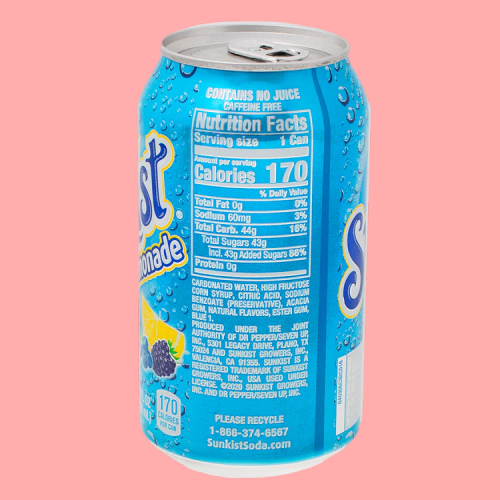 CONTAINS NO JUICE
CAFFEINE FREE
Nutrition Facts
Serving size 1 Can
Amount per serving
Calories 170
% Daily Value
Total Fat 0g 0%
Sodium 60mg 3%
Total Carb. 44g 16%
Total Sugars 43g
Incl. 43g Added Sugars 86%
Protein 0g
CARBONATED WATER, HIGH FRUCTOSE
CORN SYRUP, CITRIC ACID, SODIUM
BENZOATE (PRESERVATIVE), ACACIA
GUM, NATURAL FLAVORS, ESTER GUM,
BLUE 1.
PRODUCED UNDER THE JOINT
AUTHORITY OF DR PEPPER/SEVEN UP,
INC., 5301 LEGACY DRIVE, PLANO, TX
75024 AND SUNKIST GROWERS, INC.,
VALENCIA, CA 91355. SUNKIST IS A
REGISTERED TRADEMARK OF SUNKIST
GROWERS, INC., USA USED UNDER
LICENSE. ©2020 SUNKIST GROWERS,
INC. AND DR PEPPER/SEVEN UP, INC.
PLEASE RECYCLE
1-866-374-6567
SunkistSoda.com
kist
monade
170
CALORIES
PER CAN
S